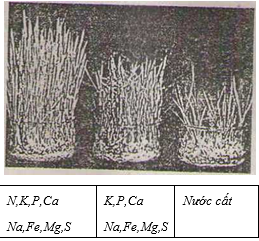 N,K,P,Ca
Na,Fe,Mg,S
K,P,Ca
Na,Fe,Mg,S
Nước cất